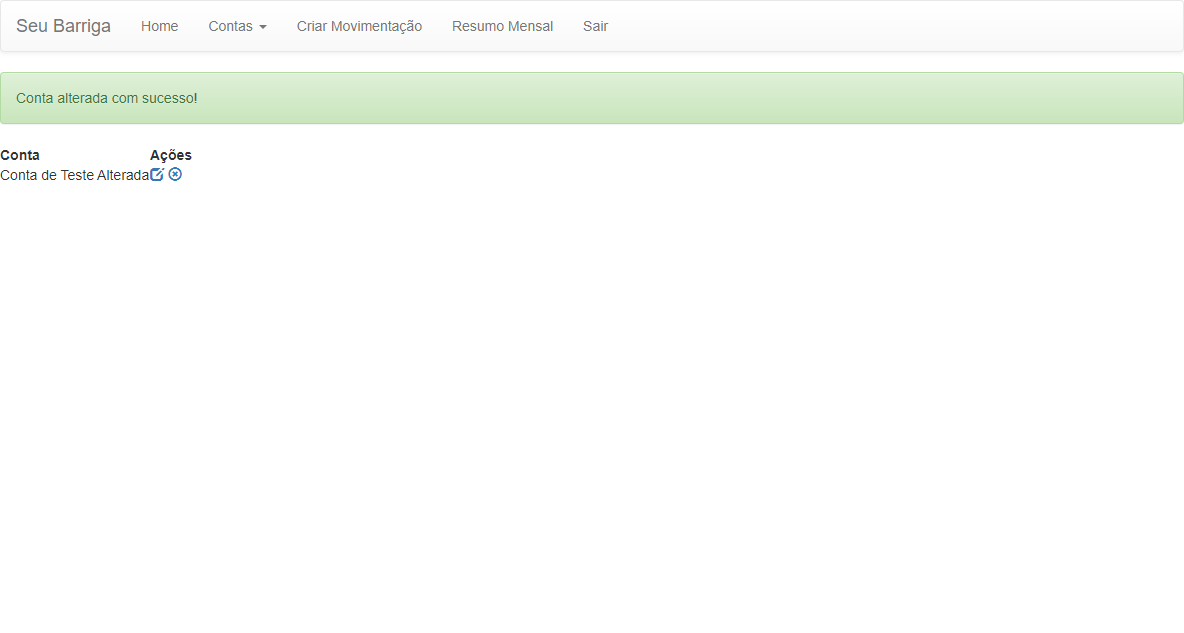 Seu Barriga Home Contas Criar Movimentação Resumo Mensal Sair
Conta alterada com sucesso!
Conta Ações
Conta de Teste Alterada